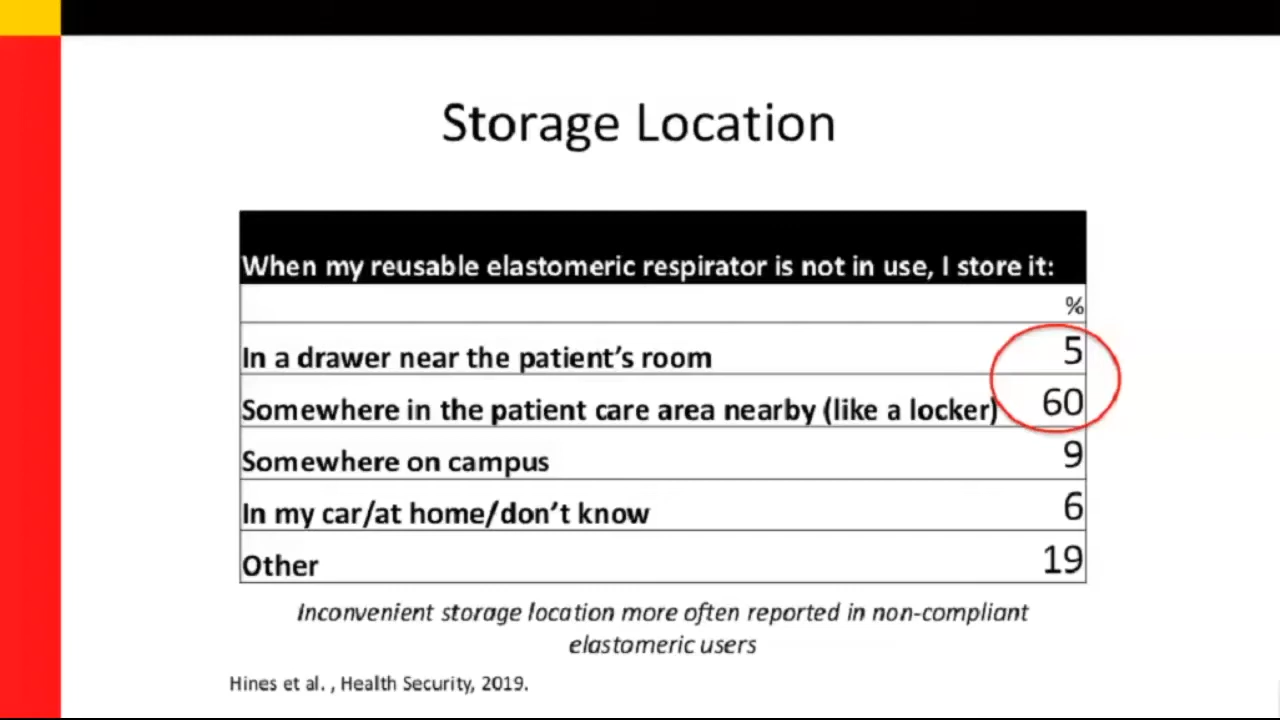 Storage Location
When my reusable elastomeric respirator is not in use, I store it:
%
In a drawer near the patient's room 5
Somewhere in the patient care area nearby (like a locker) 60
Somewhere on campus 9
In my car/at home/don't know 6
Other 19
Inconvenient storage location more often reported in non-compliant
elastomeric users
Hines et al. , Health Security, 2019.